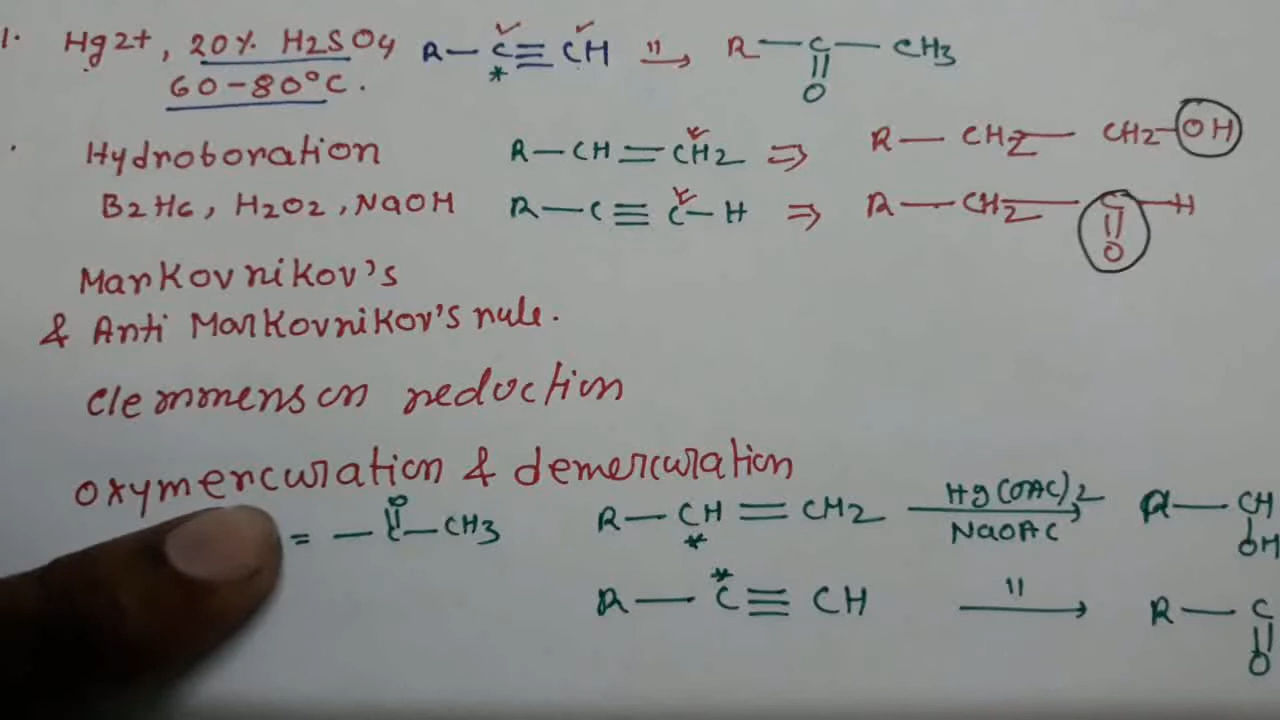 1. Hg2+, 20% H2SO4 R-C≡CH " → R-C-CH3
* O
60-80°C.
Hydroboration R-CH=CH2 ⇒ R-CH2-CH2-OH
B2H6, H2O2, NaOH R-C≡C-H ⇒ R-CH2-C-H
O
Markovnikov's
& Anti Markovnikov's rule.
Clemmenson reduction
oxymercuration & demercuration
O
= -C-CH3 R-CH=CH2 Hg(OAC)2 → R-CH
* NaOAC OH
*
R-C≡CH " → R-C
O